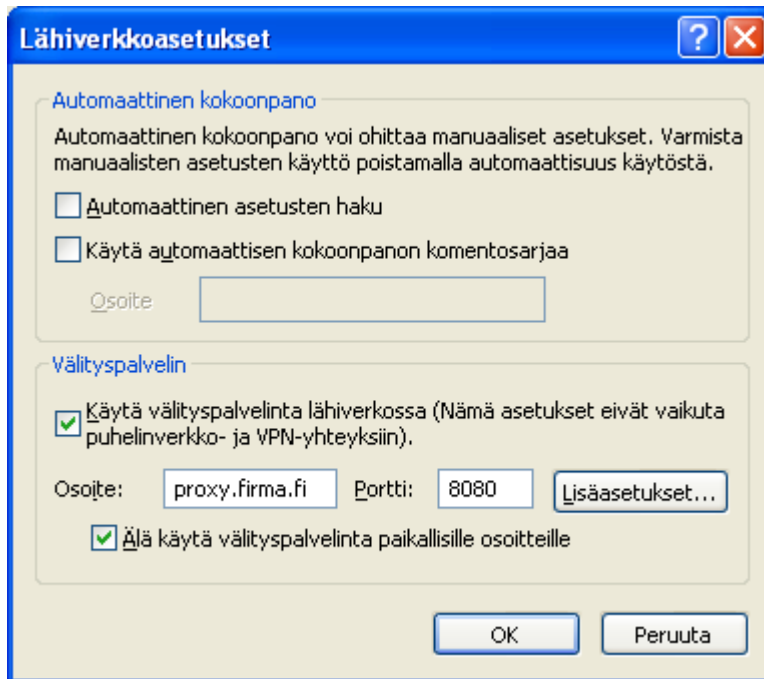 Lähiverkkoasetukset
Automaattinen kokoonpano
Automaattinen kokoonpano voi ohittaa manuaaliset asetukset. Varmista
manuaalisten asetusten käyttö poistamalla automaattisuus käytöstä.
Automaattinen asetusten haku
Käytä automaattisen kokoonpanon komentosarjaa
Osoite
Välityspalvelin
Käytä välityspalvelinta lähiverkossa (Nämä asetukset eivät vaikuta
puhelinverkko- ja VPN-yhteyksiin).
Osoite: proxy.firma.fi Portti: 8080 Lisäasetukset...
Älä käytä välityspalvelinta paikallisille osoitteille
OK Peruuta